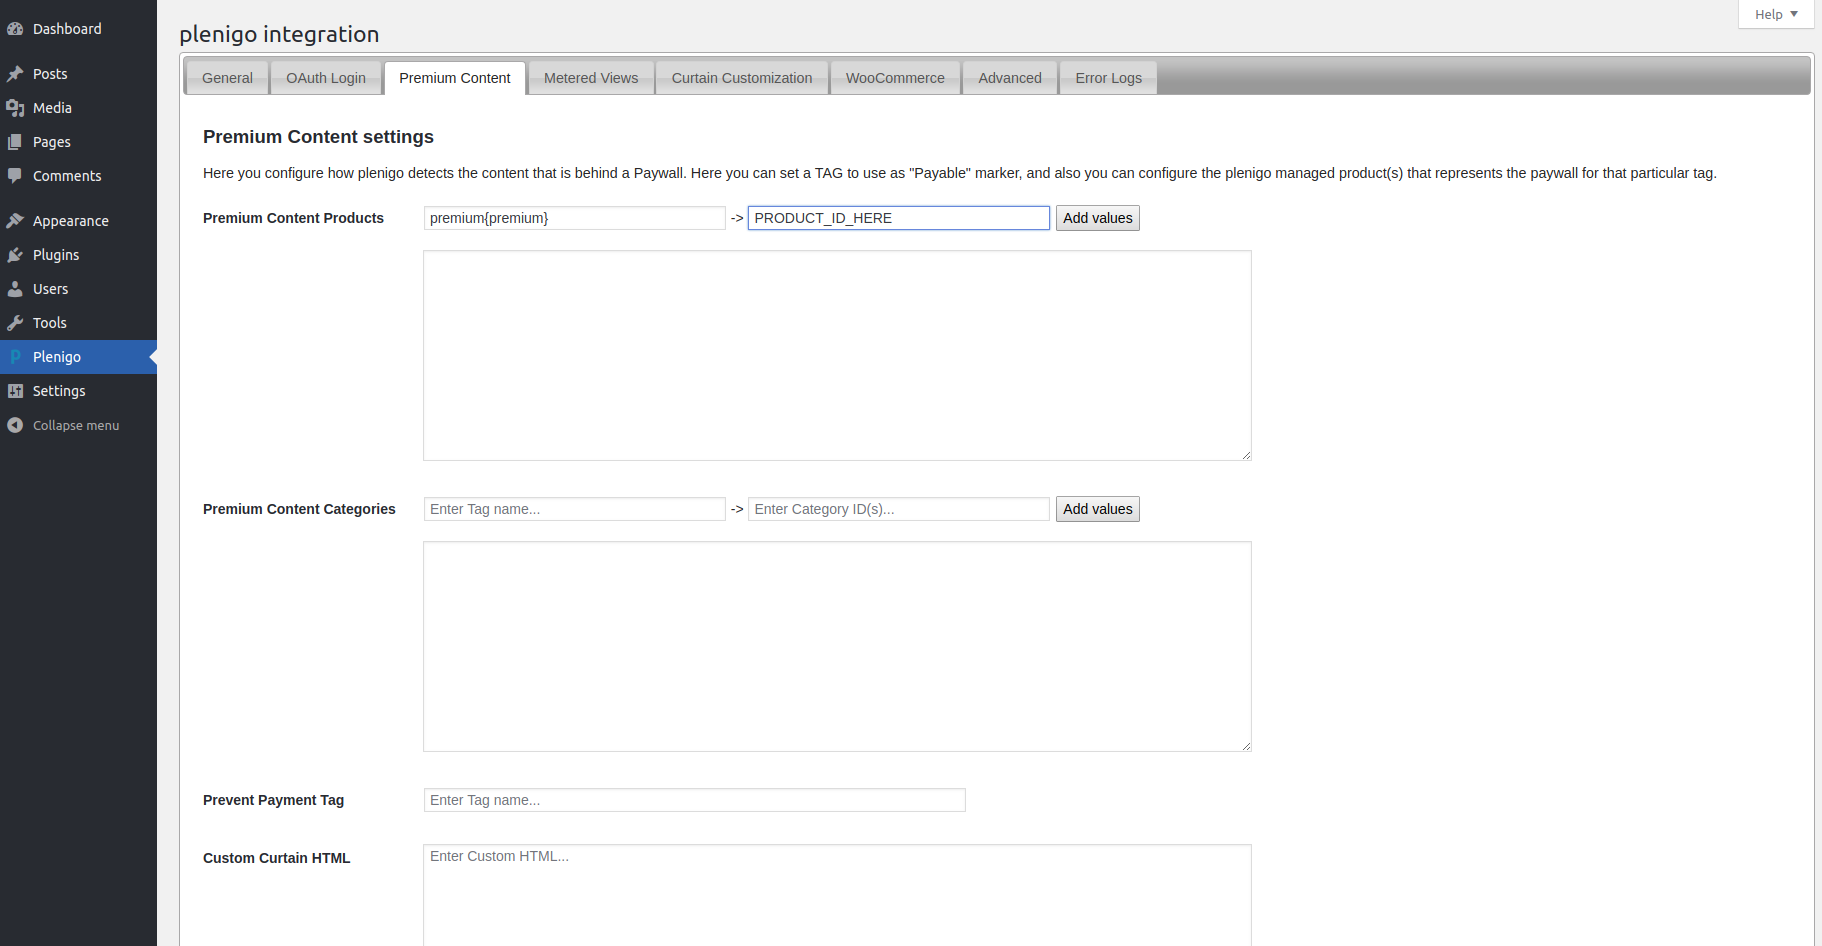 Dashboard
Posts
Media
Pages
Comments
Appearance
Plugins
Users
Tools
Plenigo
Settings
Collapse menu
Help
plenigo integration
General OAuth Login Premium Content Metered Views Curtain Customization WooCommerce Advanced Error Logs
Premium Content settings
Here you configure how plenigo detects the content that is behind a Paywall. Here you can set a TAG to use as "Payable" marker, and also you can configure the plenigo managed product(s) that represents the paywall for that particular tag.
Premium Content Products premium{premium} -> PRODUCT_ID_HERE Add values
Premium Content Categories Enter Tag name... -> Enter Category ID(s)... Add values
Prevent Payment Tag Enter Tag name...
Custom Curtain HTML Enter Custom HTML...